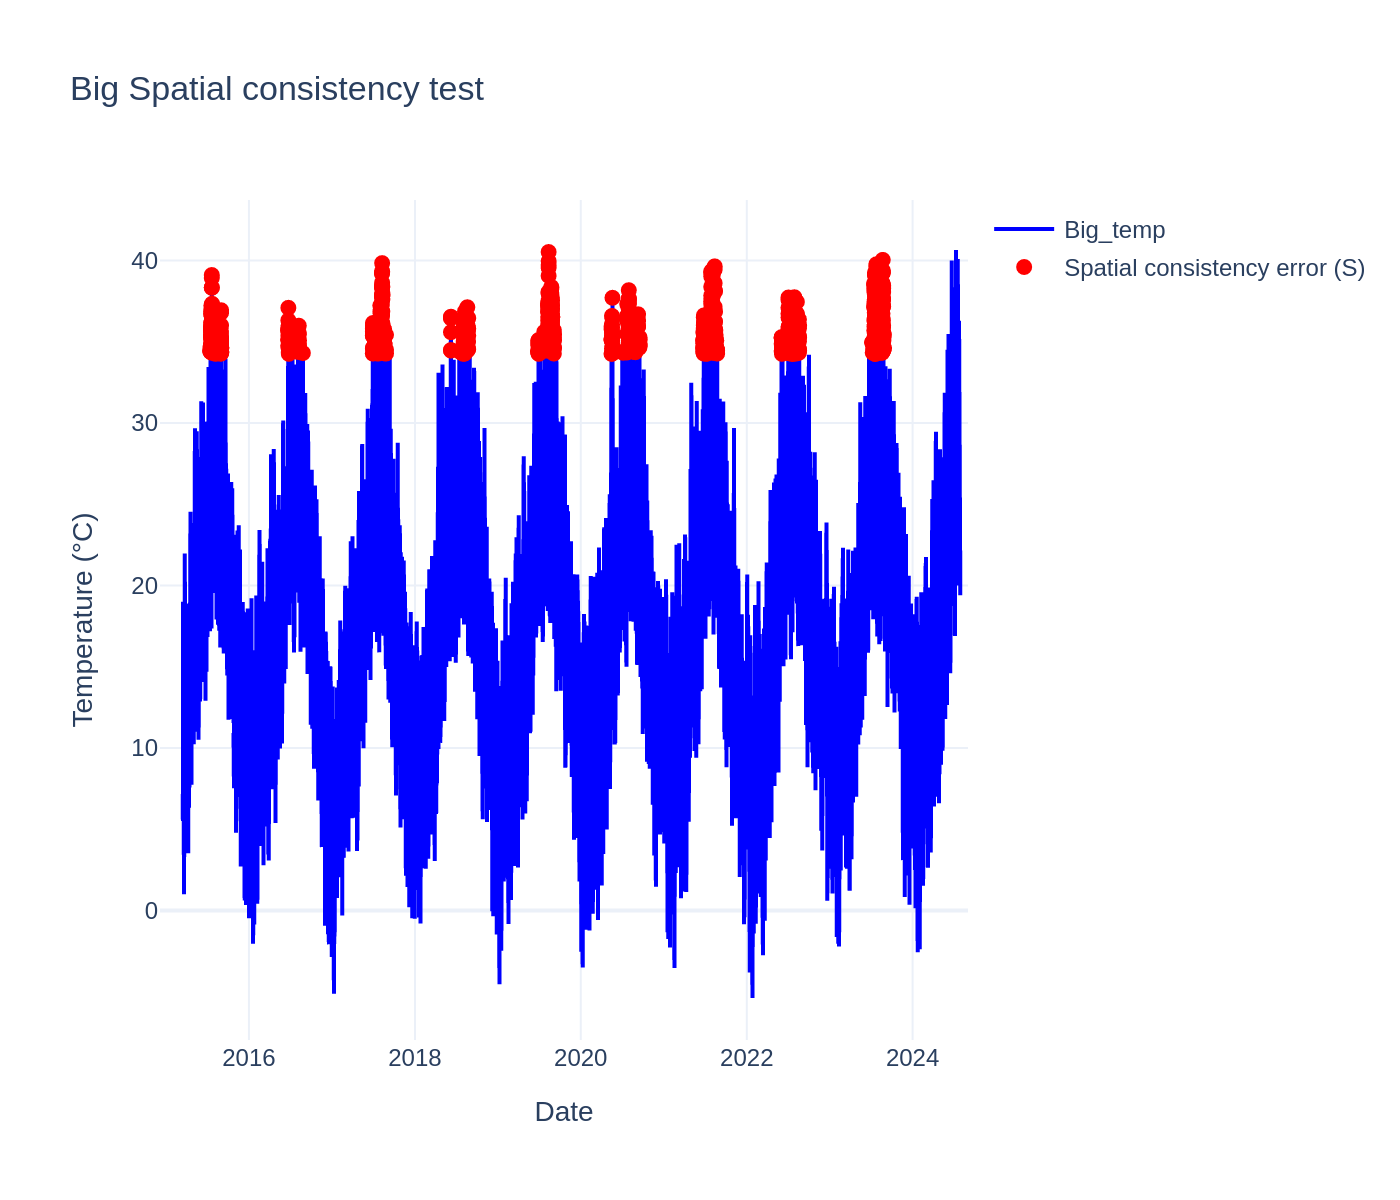 Big Spatial consistency test
Big_temp
Spatial consistency error (S)
40
30
20
10
0
Temperature (°C)
2016
2018
2020
2022
2024
Date